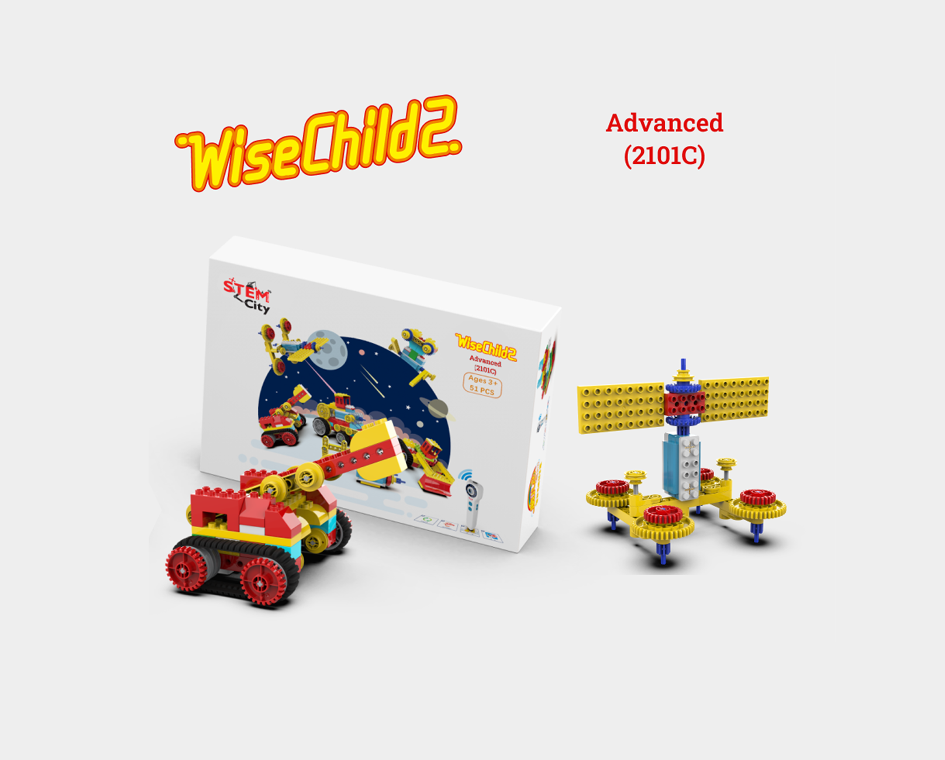 WiseChild2.
Advanced
(2101C)
STEM
City
WiseChild2.
Advanced
(2101C)
Ages 3+
51 PCS